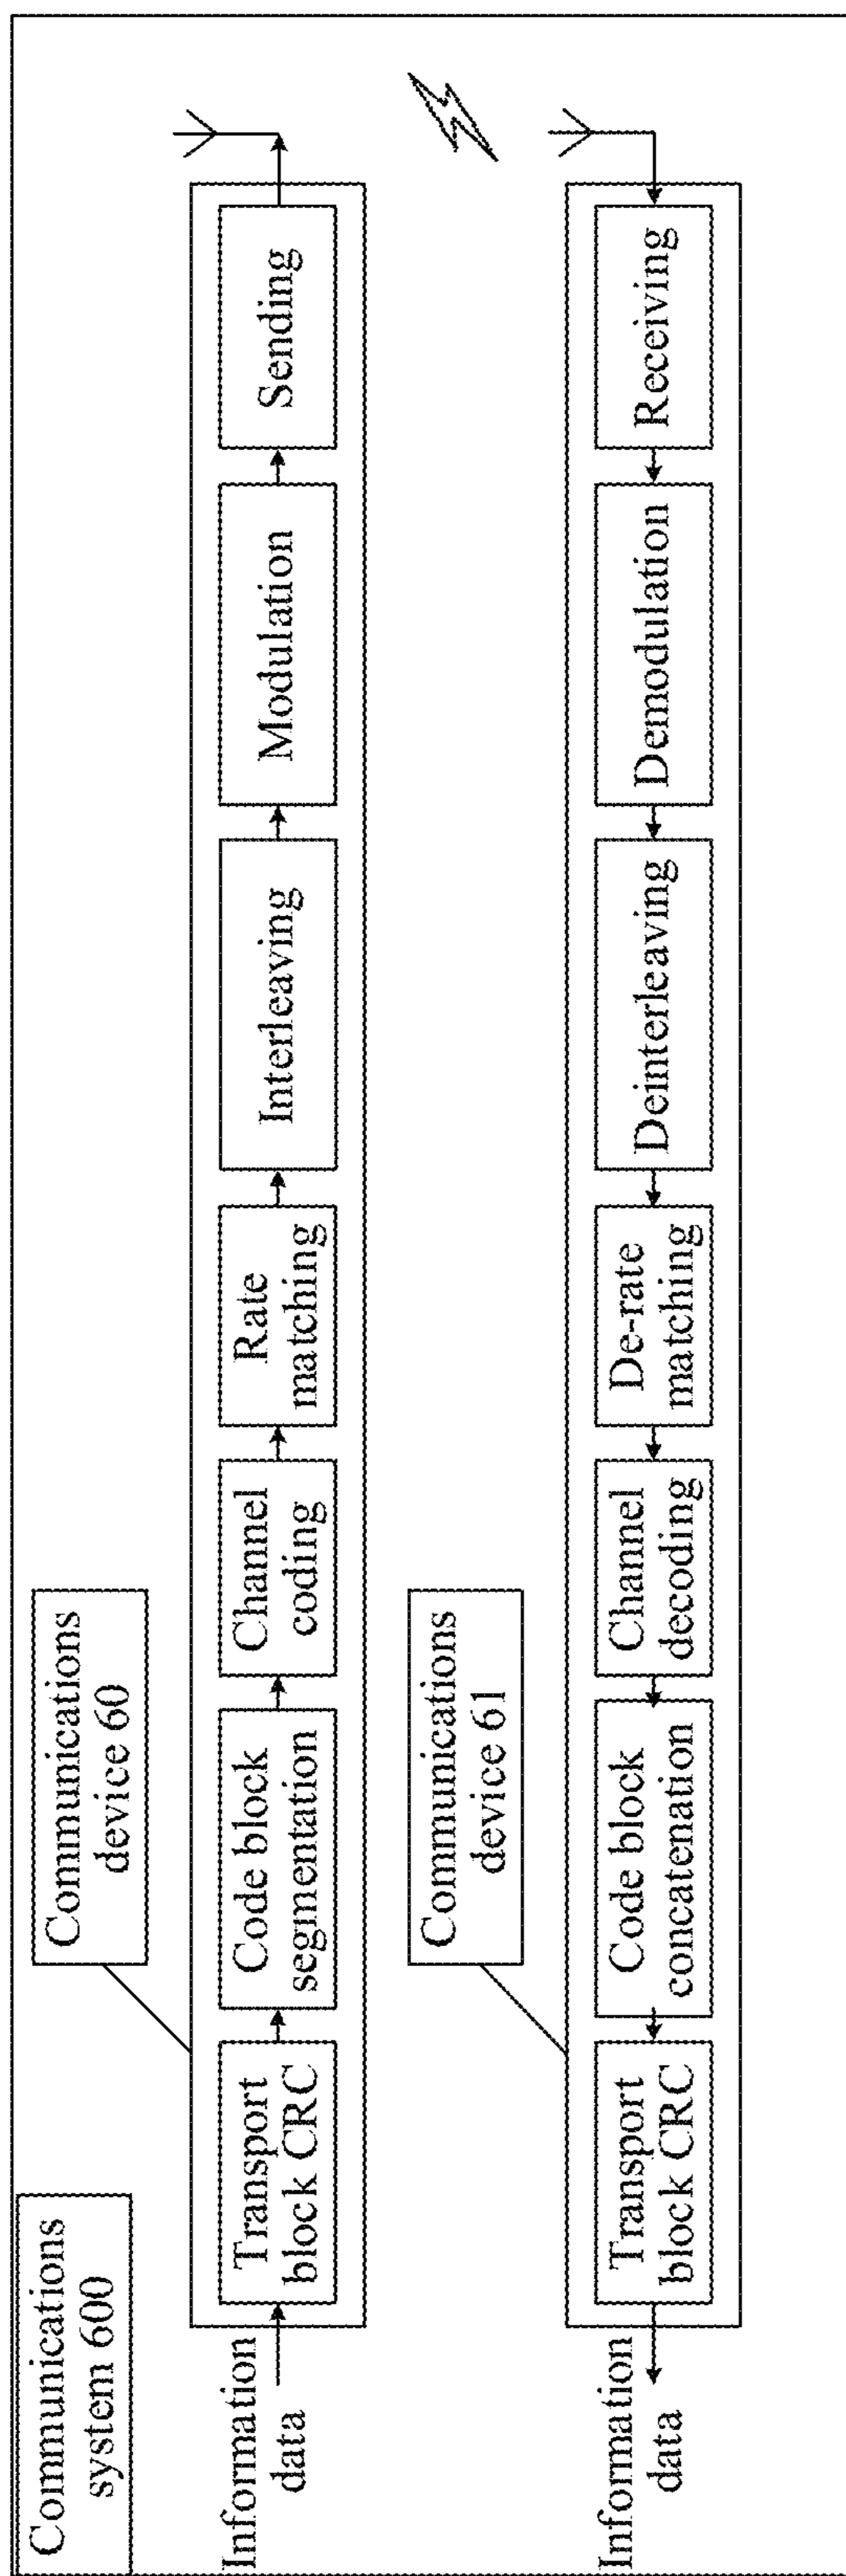 Communications
system 600
Communications
device 60
Information
data
Transport
block CRC
Code block
segmentation
Channel
coding
Rate
matching
Interleaving
Modulation
Sending
Communications
device 61
Information
data
Transport
block CRC
Code block
concatenation
Channel
decoding
De-rate
matching
Deinterleaving
Demodulation
Receiving